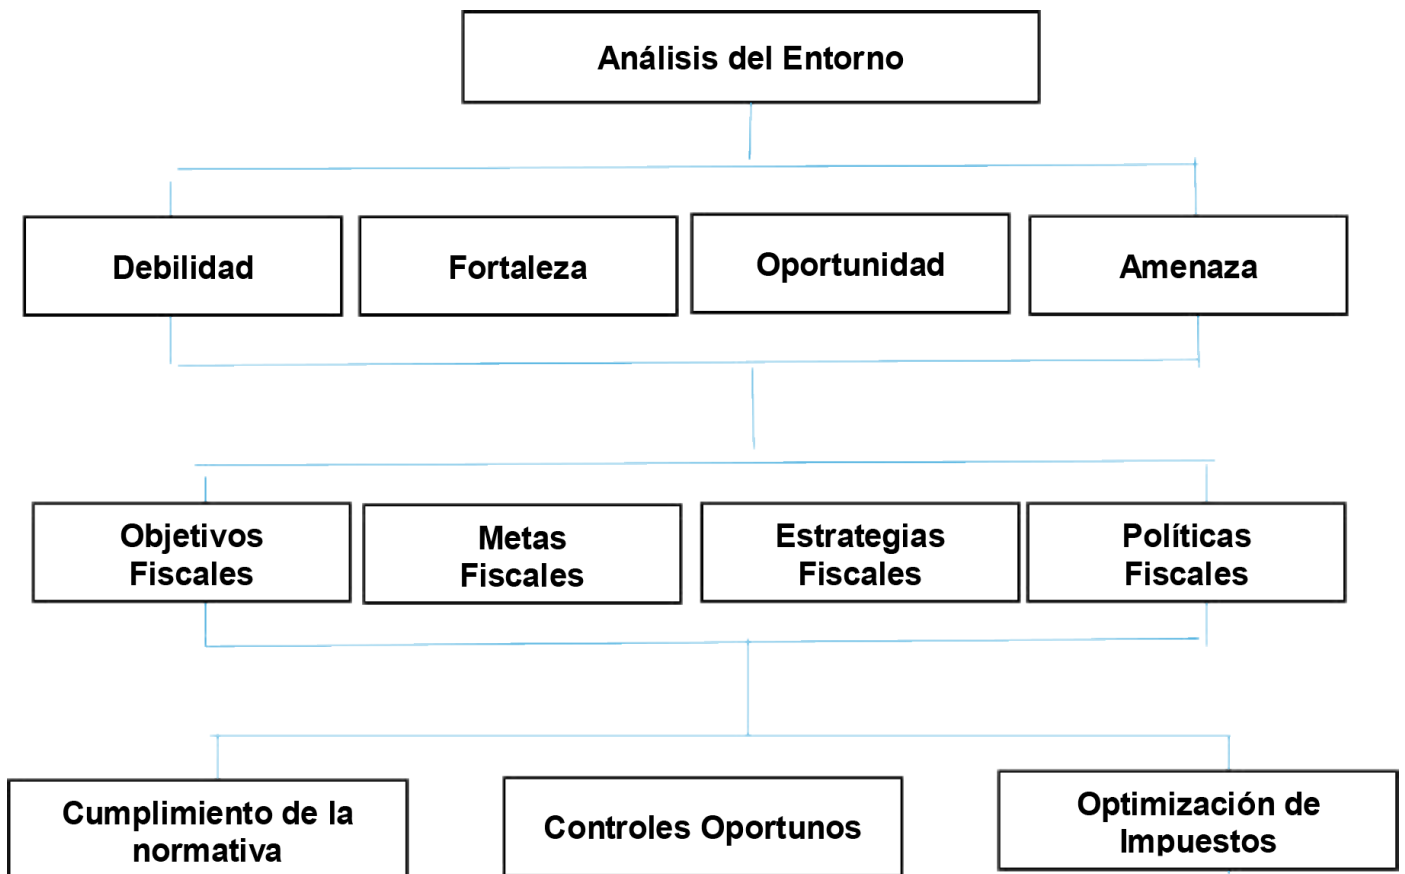 Análisis del Entorno
Debilidad
Fortaleza
Oportunidad
Amenaza
Objetivos
Fiscales
Metas
Fiscales
Estrategias
Fiscales
Políticas
Fiscales
Cumplimiento de la
normativa
Controles Oportunos
Optimización de
Impuestos